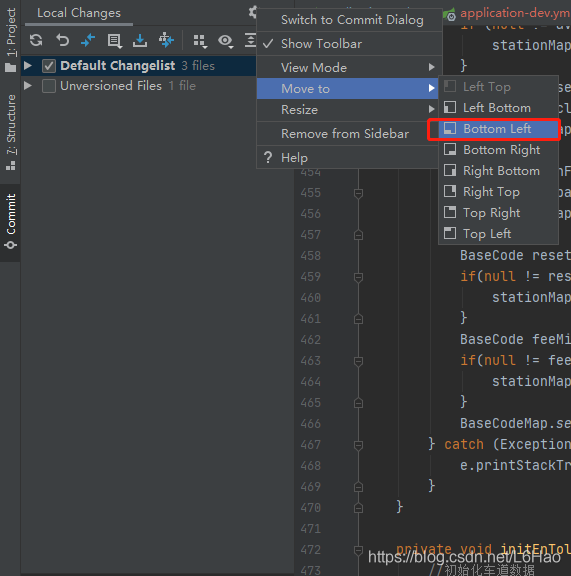 1: Project
7: Structure
Commit
Local Changes
Default Changelist 3 files
Unversioned Files 1 file
Switch to Commit Dialog
Show Toolbar
View Mode
Move to
Resize
Remove from Sidebar
? Help
Left Top
Left Bottom
Bottom Left
Bottom Right
Right Bottom
Right Top
Top Right
Top Left
application-dev.ym
stationMap
}
454
455
456
457
458 BaseCode reset
459 if(null != res
460 stationMap
461 }
462 BaseCode feeMi
463 if(null != fee
464 stationMap
465 }
466 BaseCodeMap.se
467 } catch (Exception
468 e.printStackTr
469 }
470 }
471
472 private void initEnTol
473 //初始化车道数据
https://blog.csdn.net/L6Hao